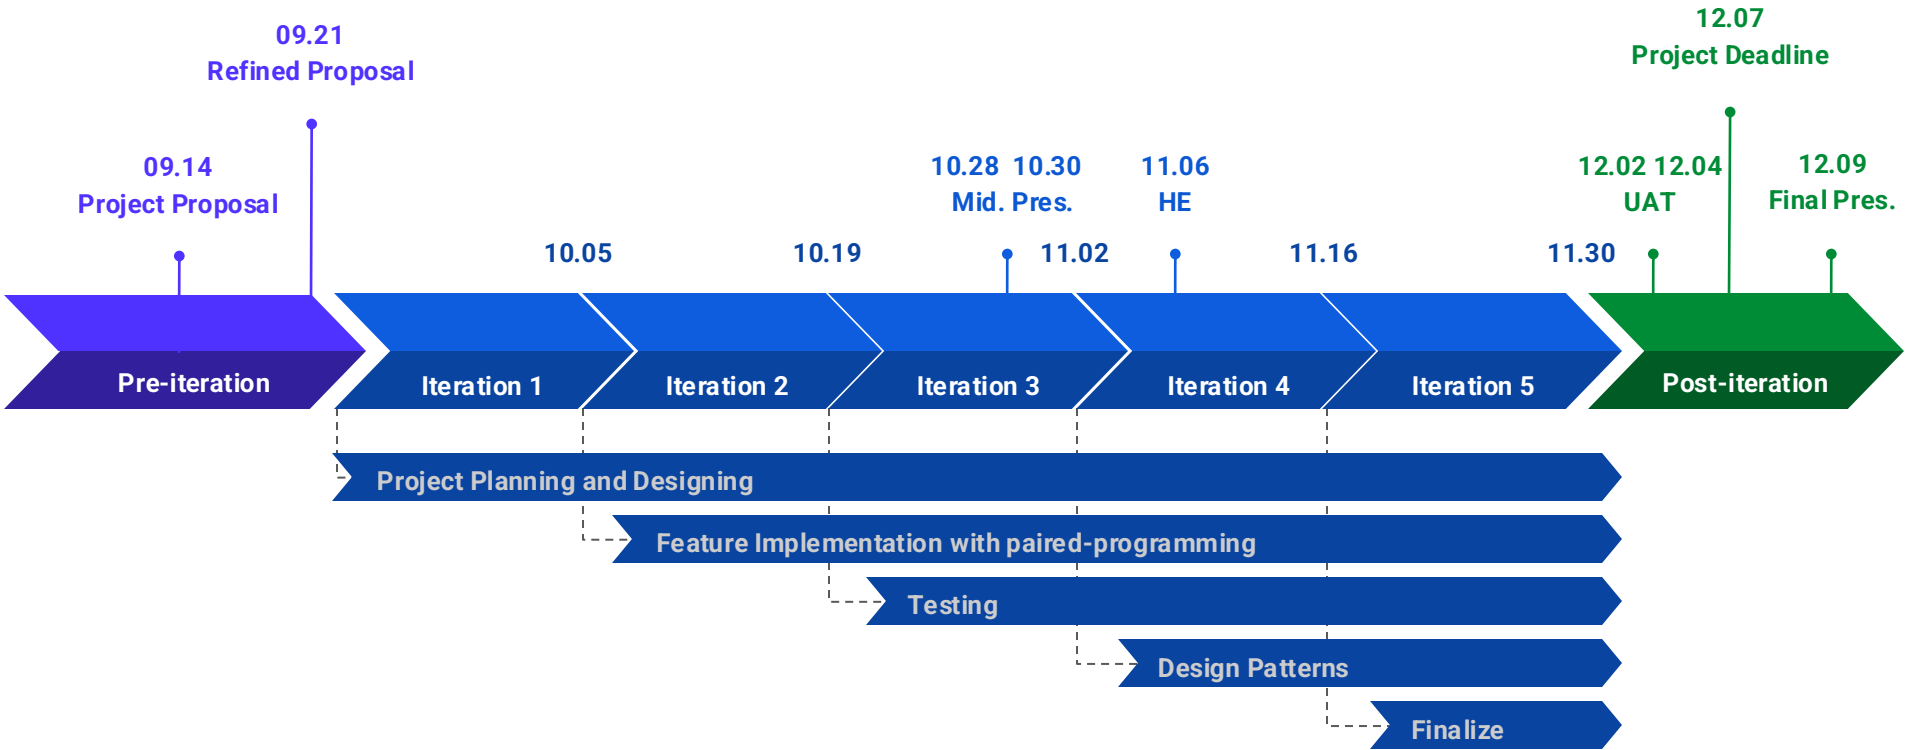 12.07
Project Deadline
09.21
Refined Proposal
09.14
Project Proposal
10.28 10.30
Mid. Pres.
11.06
HE
12.02 12.04
UAT
12.09
Final Pres.
10.05
10.19
11.02
11.16
11.30
Pre-iteration
Iteration 1
Iteration 2
Iteration 3
Iteration 4
Iteration 5
Post-iteration
Project Planning and Designing
Feature Implementation with paired-programming
Testing
Design Patterns
Finalize